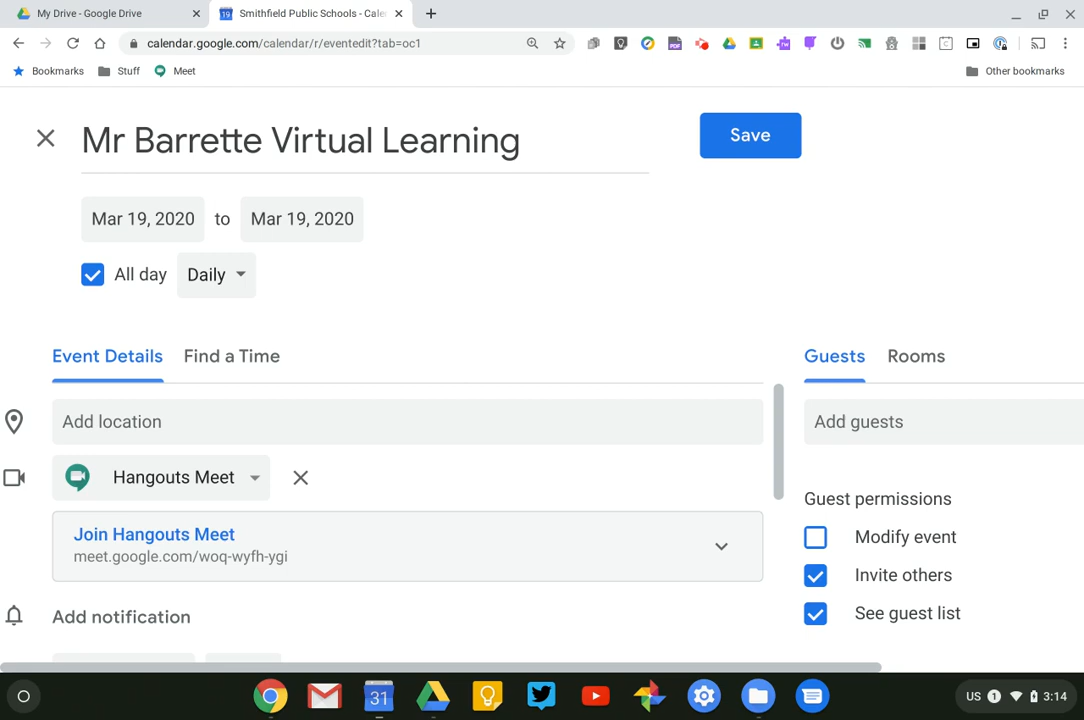 My Drive - Google Drive
Smithfield Public Schools - Cale
calendar.google.com/calendar/r/eventedit?tab=oc1
Bookmarks Stuff Meet Other bookmarks
Mr Barrette Virtual Learning
Save
Mar 19, 2020 to Mar 19, 2020
All day Daily
Event Details Find a Time
Guests Rooms
Add location
Add guests
Hangouts Meet
Guest permissions
Join Hangouts Meet
meet.google.com/woq-wyfh-ygi
Modify event
Invite others
Add notification
See guest list
31
US 1 3:14